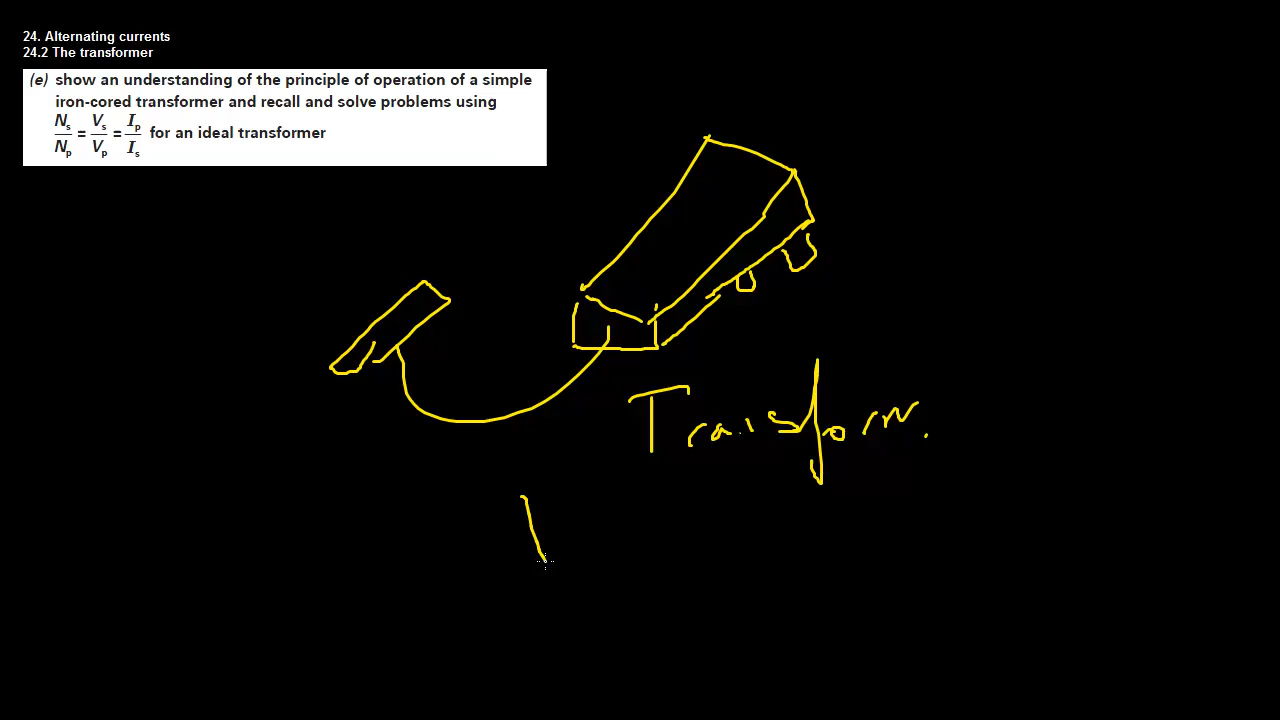 24. Alternating currents
24.2 The transformer
(e) show an understanding of the principle of operation of a simple
iron-cored transformer and recall and solve problems using
Ns/Np = Vs/Vp = Ip/Is for an ideal transformer
Transform.